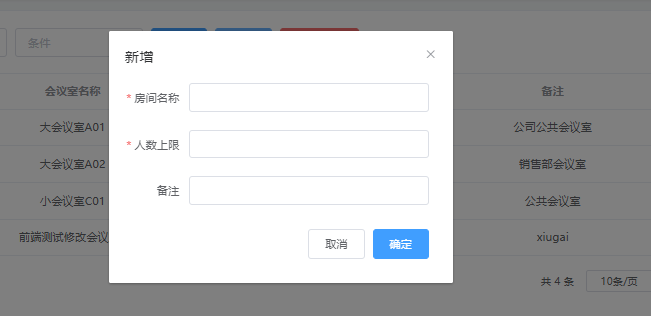 条件
新增
* 房间名称
* 人数上限
备注
取消 确定
会议室名称 备注
大会议室A01 公司公共会议室
大会议室A02 销售部会议室
小会议室C01 公共会议室
前端测试修改会议 xiugai
共 4 条 10条/页